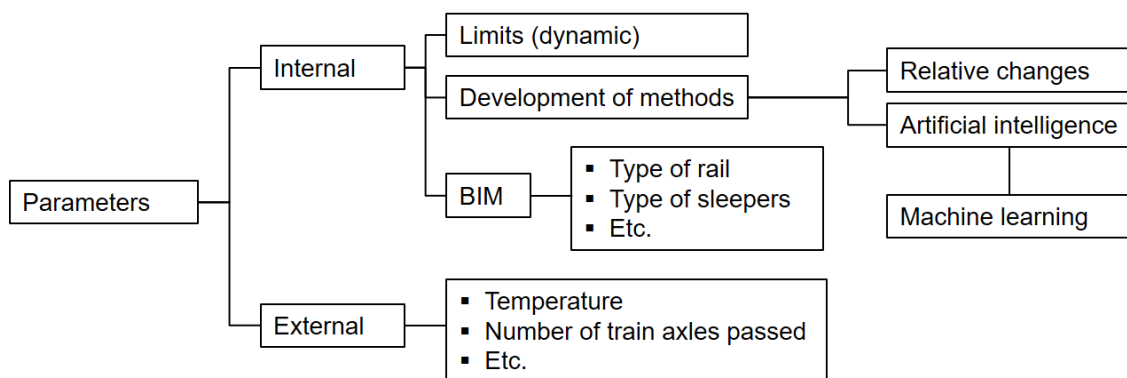 Limits (dynamic)
Internal
Relative changes
Development of methods
Artificial intelligence
▪ Type of rail
BIM
▪ Type of sleepers
Parameters
▪ Etc.
Machine learning
▪ Temperature
External
▪ Number of train axles passed
▪ Etc.